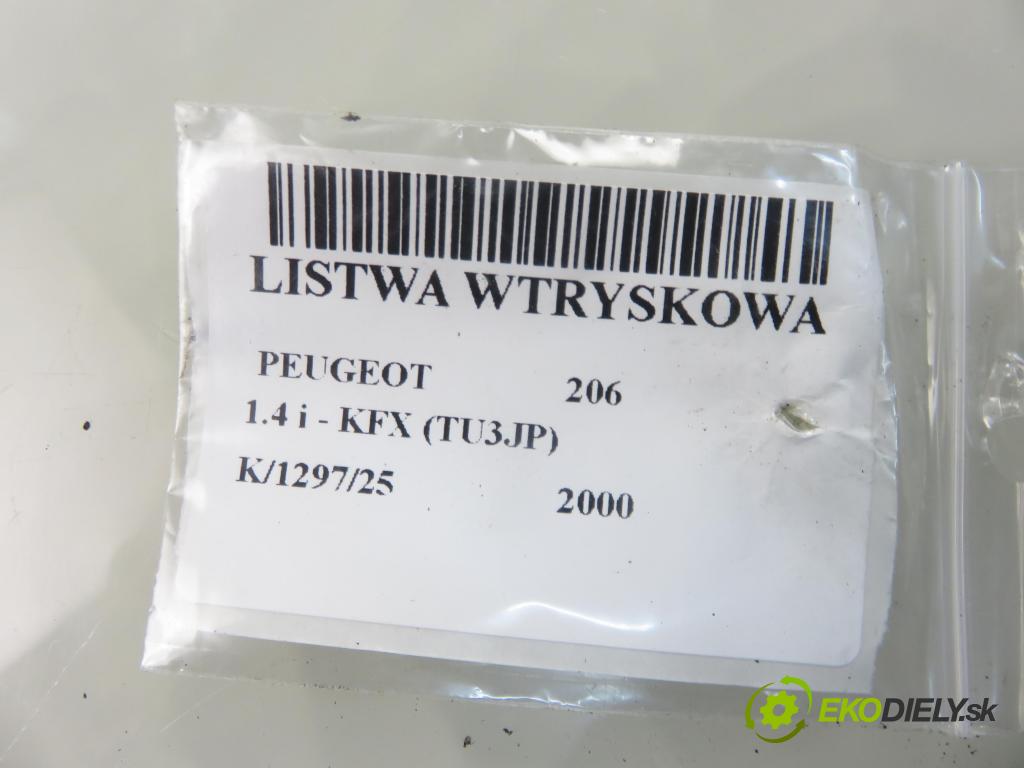 LISTWA WTRYSKOWA
PEUGEOT 206
1.4 i - KFX (TU3JP)
K/1297/25 2000
EKODIELY.sk